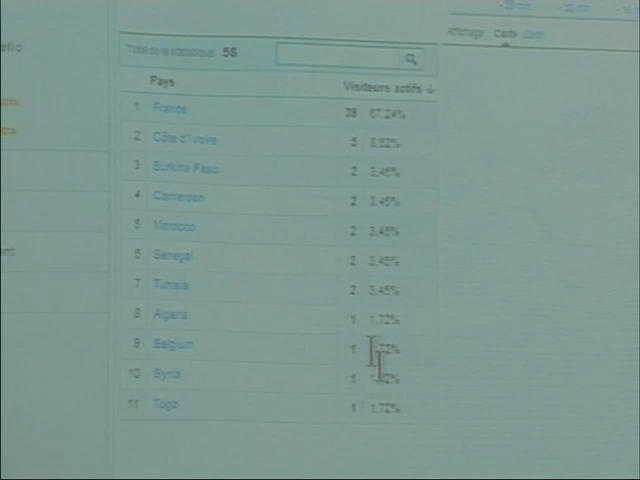 - 25 min
Affichage : Carte
Total de la statistique : 58
Pays Visiteurs actifs ↓
1 France 39 67,24%
2 Côte d'Ivoire 5 8,62%
3 Burkina Faso 2 3,45%
4 Cameroon 2 3,45%
5 Morocco 2 3,45%
6 Senegal 2 3,45%
7 Tunisia 2 3,45%
8 Algeria 1 1,72%
9 Belgium 1
10 Syria 1
11 Togo 1 1,72%